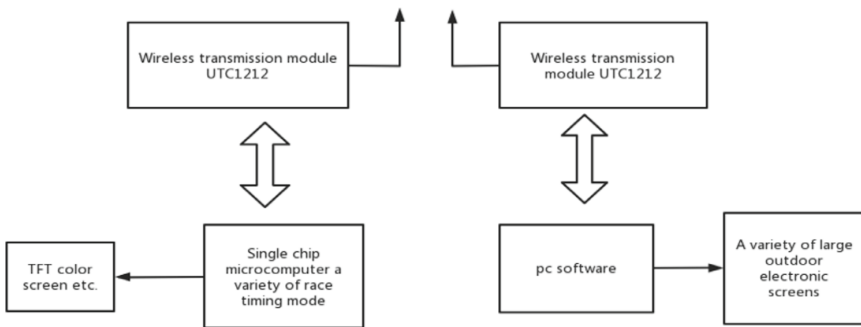 Wireless transmission module
UTC1212
Wireless transmission
module UTC1212
TFT color
screen etc.
Single chip
microcomputer a
variety of race
timing mode
pc software
A variety of large
outdoor
electronic
screens